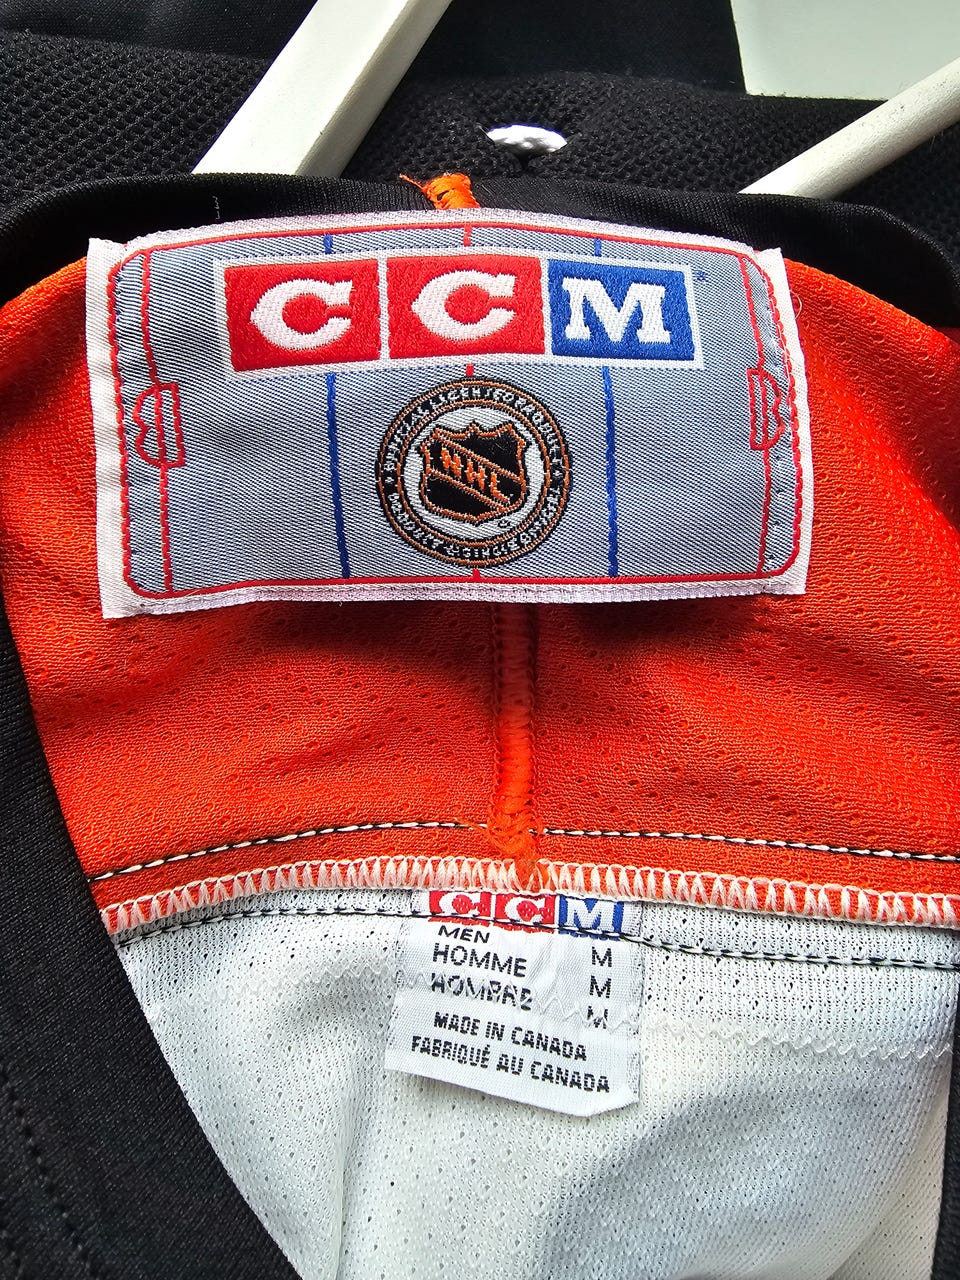 CCM
NHL
CCM
MEN M
HOMME M
HOMBRE M
MADE IN CANADA
FABRIQUÉ AU CANADA